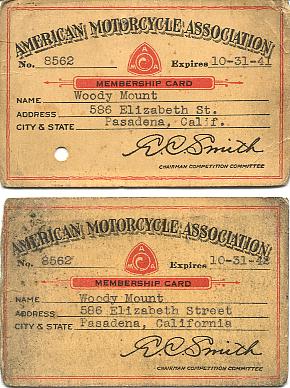 AMERICAN MOTORCYCLE ASSOCIATION
No. 8562 AMA Expires 10-31-41
MEMBERSHIP CARD
NAME Woody Mount
ADDRESS 586 Elizabeth St.
CITY & STATE Pasadena, Calif.
E.C. Smith
CHAIRMAN COMPETITION COMMITTEE
AMERICAN MOTORCYCLE ASSOCIATION
No. 8562 AMA Expires 10-31-42
MEMBERSHIP CARD
NAME Woody Mount
ADDRESS 586 Elizabeth Street
CITY & STATE Pasadena, California
E.C. Smith
CHAIRMAN COMPETITION COMMITTEE